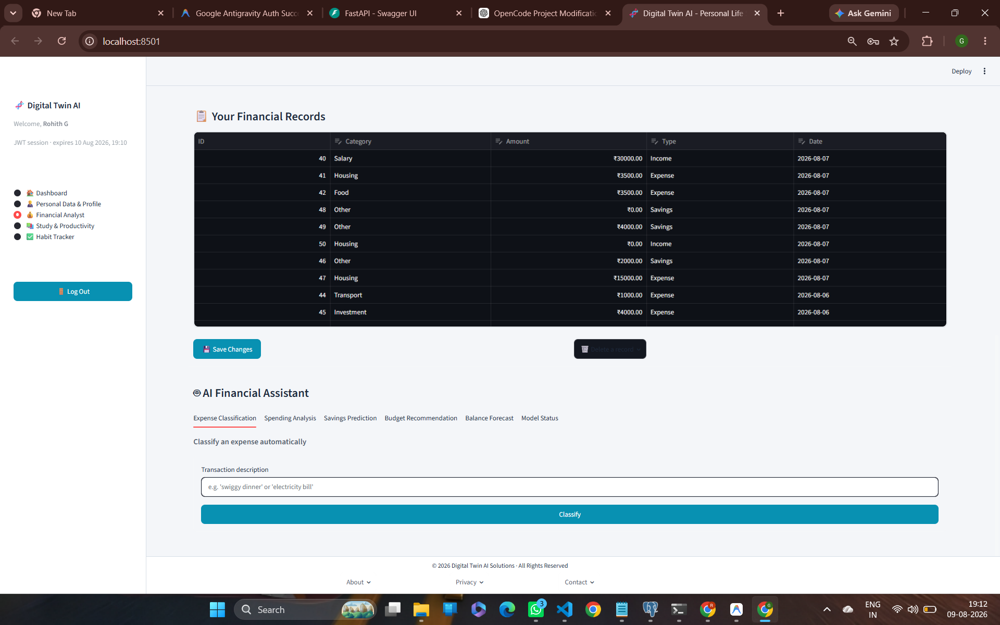 New Tab
Google Antigravity Auth Succ
FastAPI - Swagger UI
OpenCode Project Modificatio
Digital Twin AI - Personal Life
Ask Gemini
localhost:8501
G
Deploy
Digital Twin AI
Welcome, Rohith G
JWT session · expires 10 Aug 2026, 19:10
Dashboard
Personal Data & Profile
Financial Analyst
Study & Productivity
Habit Tracker
Log Out
Your Financial Records
ID Category Amount Type Date
40 Salary ₹30000.00 Income 2026-08-07
41 Housing ₹3500.00 Expense 2026-08-07
42 Food ₹3500.00 Expense 2026-08-07
48 Other ₹0.00 Savings 2026-08-07
49 Other ₹4000.00 Savings 2026-08-07
50 Housing ₹0.00 Income 2026-08-07
46 Other ₹2000.00 Savings 2026-08-07
47 Housing ₹15000.00 Expense 2026-08-07
44 Transport ₹1000.00 Expense 2026-08-06
45 Investment ₹4000.00 Expense 2026-08-06
Save Changes
Delete a record
AI Financial Assistant
Expense Classification Spending Analysis Savings Prediction Budget Recommendation Balance Forecast Model Status
Classify an expense automatically
Transaction description
e.g. 'swiggy dinner' or 'electricity bill'
Classify
© 2026 Digital Twin AI Solutions · All Rights Reserved
About Privacy Contact
Search
3
R
G
ENG
IN
19:12
09-08-2026